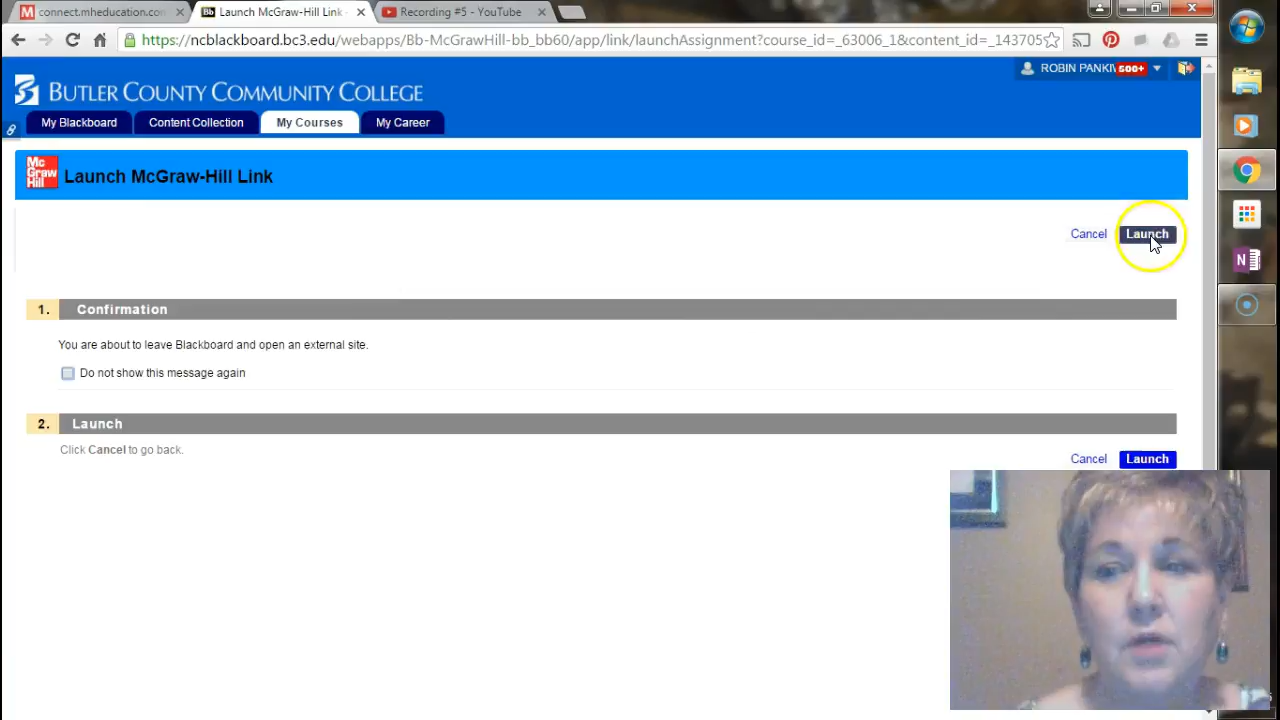 connect.mheducation.com
Launch McGraw-Hill Link -
Recording #5 - YouTube
https://ncblackboard.bc3.edu/webapps/Bb-McGrawHill-bb_bb60/app/link/launchAssignment?course_id=_63006_1&content_id=_143705
ROBIN PANKIW 500+
BUTLER COUNTY COMMUNITY COLLEGE
My Blackboard
Content Collection
My Courses
My Career
Mc Graw Hill
Launch McGraw-Hill Link
Cancel Launch
1. Confirmation
You are about to leave Blackboard and open an external site.
Do not show this message again
2. Launch
Click Cancel to go back.
Cancel Launch